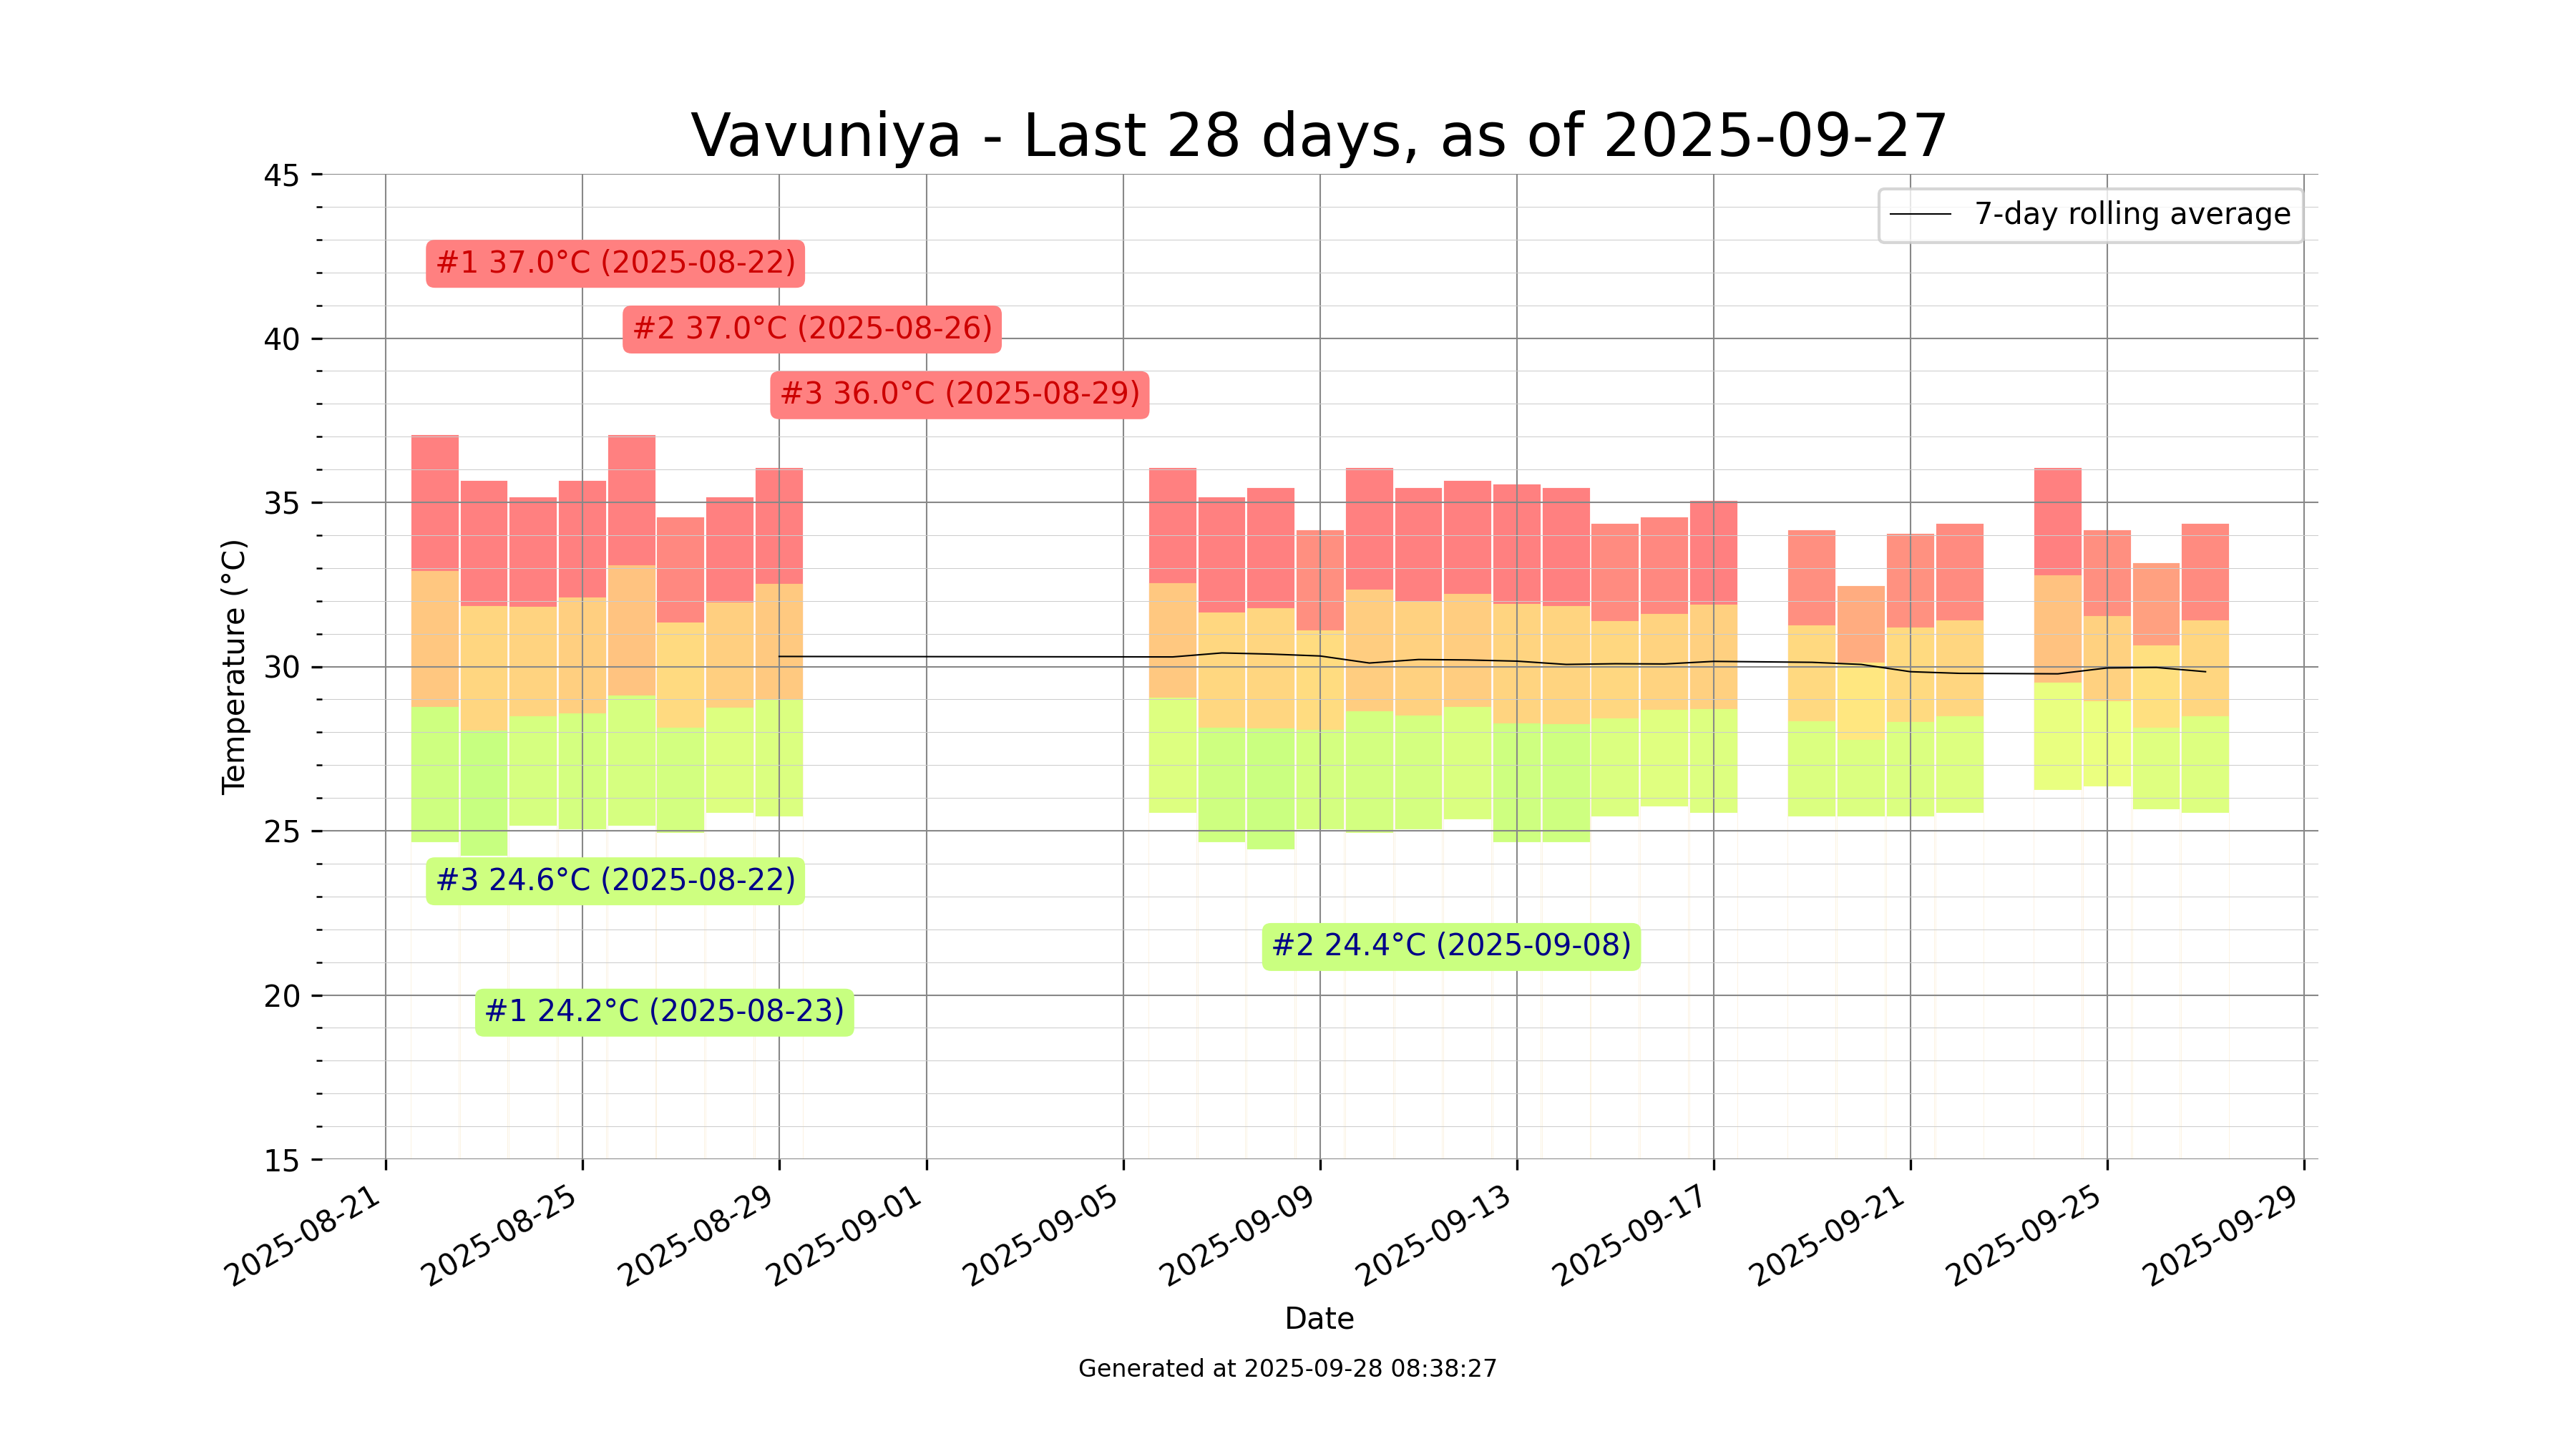 Vavuniya - Last 28 days, as of 2025-09-27
45
40
35
30
25
20
15
Temperature (°C)
7-day rolling average
#1 37.0°C (2025-08-22)
#2 37.0°C (2025-08-26)
#3 36.0°C (2025-08-29)
#3 24.6°C (2025-08-22)
#2 24.4°C (2025-09-08)
#1 24.2°C (2025-08-23)
2025-08-21
2025-08-25
2025-08-29
2025-09-01
2025-09-05
2025-09-09
2025-09-13
2025-09-17
2025-09-21
2025-09-25
2025-09-29
Date
Generated at 2025-09-28 08:38:27